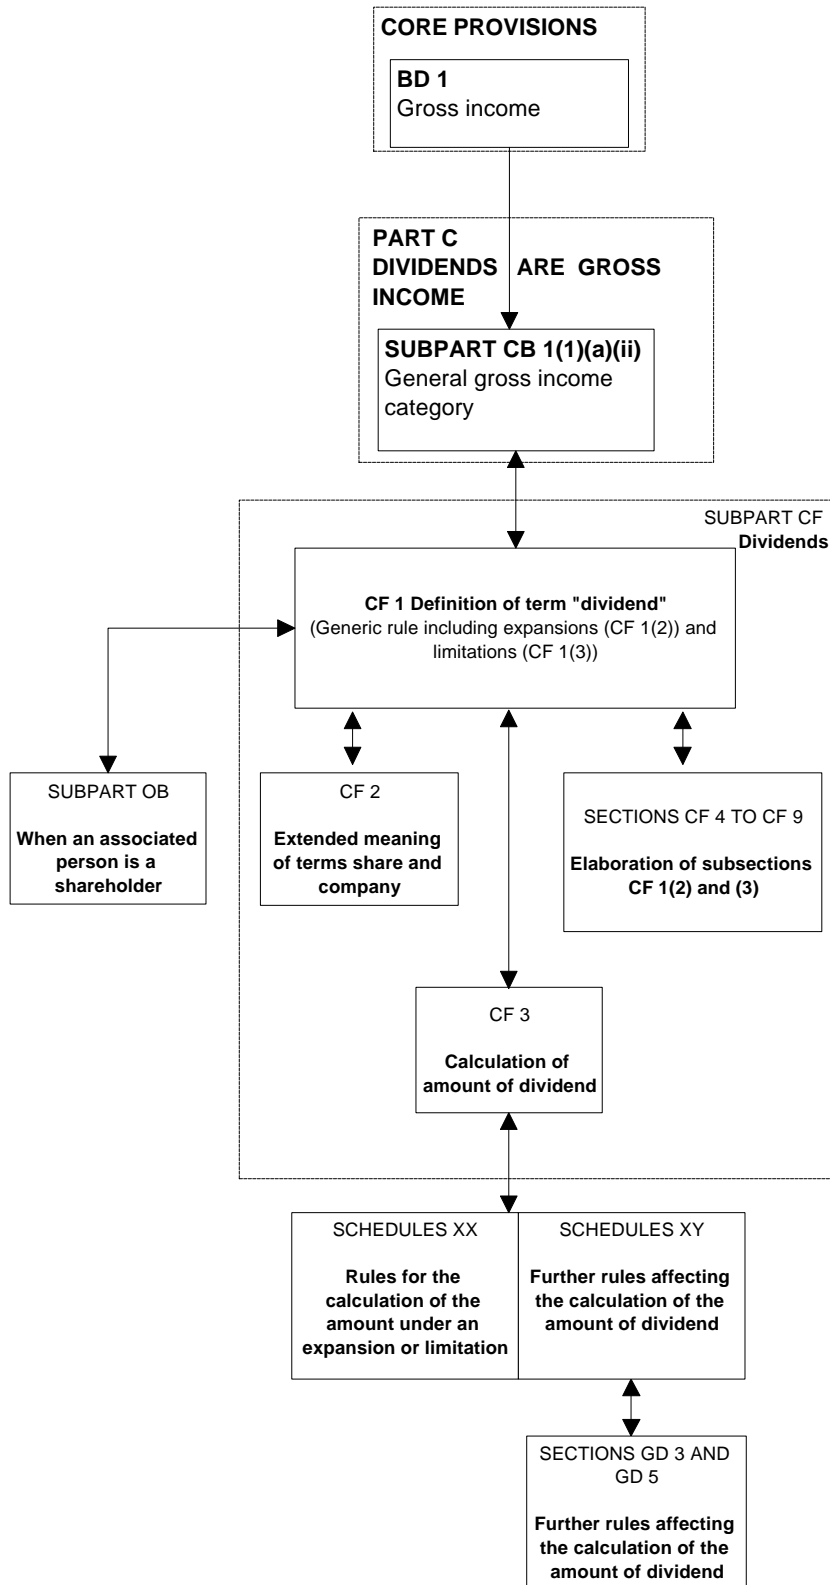 CORE PROVISIONS
BD 1
Gross income
PART C
DIVIDENDS ARE GROSS
INCOME
SUBPART CB 1(1)(a)(ii)
General gross income
category
SUBPART CF
Dividends
CF 1 Definition of term "dividend"
(Generic rule including expansions (CF 1(2)) and
limitations (CF 1(3))
SUBPART OB
When an associated
person is a
shareholder
CF 2
Extended meaning
of terms share and
company
SECTIONS CF 4 TO CF 9
Elaboration of subsections
CF 1(2) and (3)
CF 3
Calculation of
amount of dividend
SCHEDULES XX
Rules for the
calculation of the
amount under an
expansion or limitation
SCHEDULES XY
Further rules affecting
the calculation of the
amount of dividend
SECTIONS GD 3 AND
GD 5
Further rules affecting
the calculation of the
amount of dividend